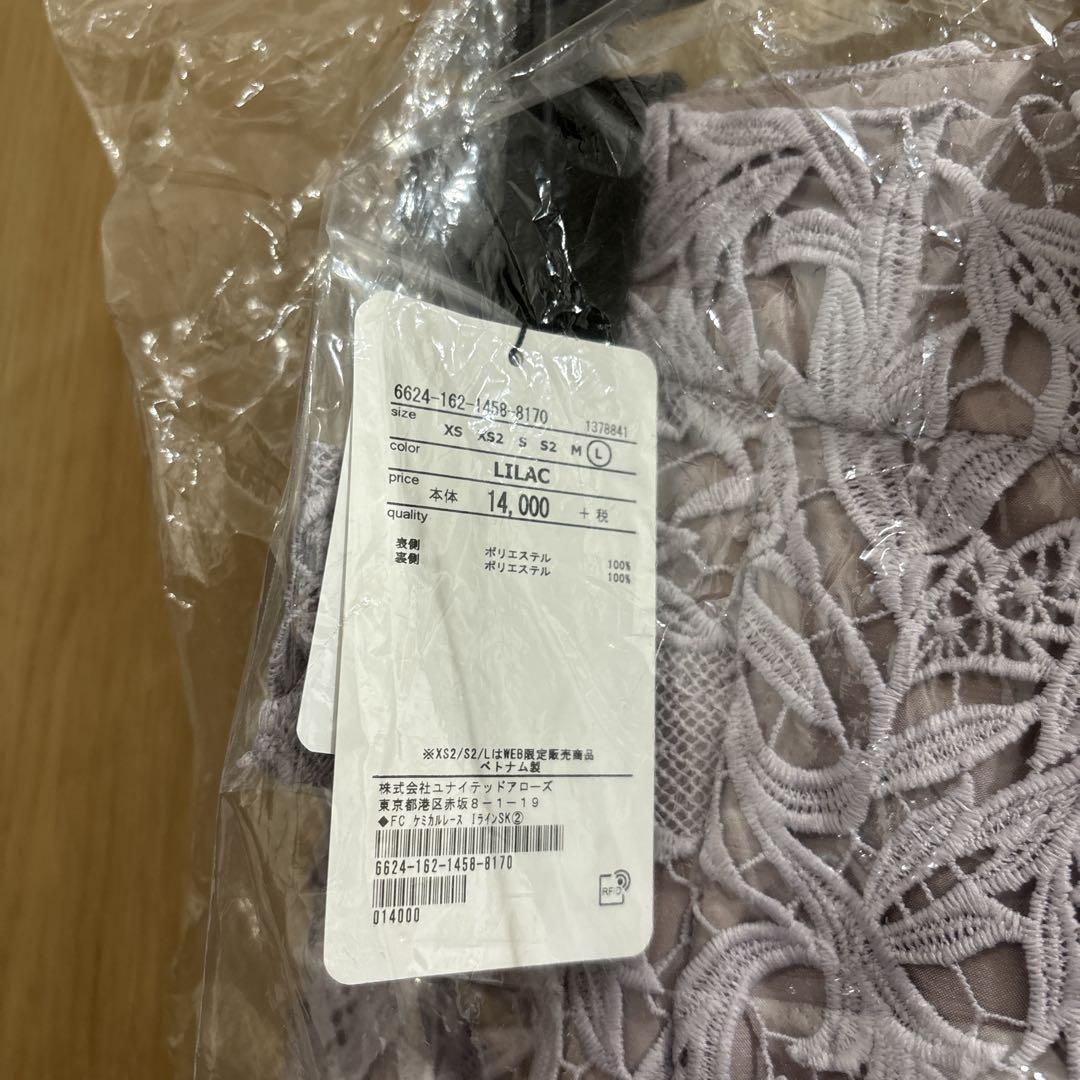 6624-162-1458-8170
size 1378841
XS XS2 S S2 M L
color
LILAC
price
本体 14,000 +税
quality
表側 ポリエステル 100%
裏側 ポリエステル 100%
※XS2/S2/LはWEB限定販売商品
ベトナム製
株式会社ユナイテッドアローズ
東京都港区赤坂8-1-19
◆FC ケミカルレース IラインSK②
6624-162-1458-8170
RFID
014000